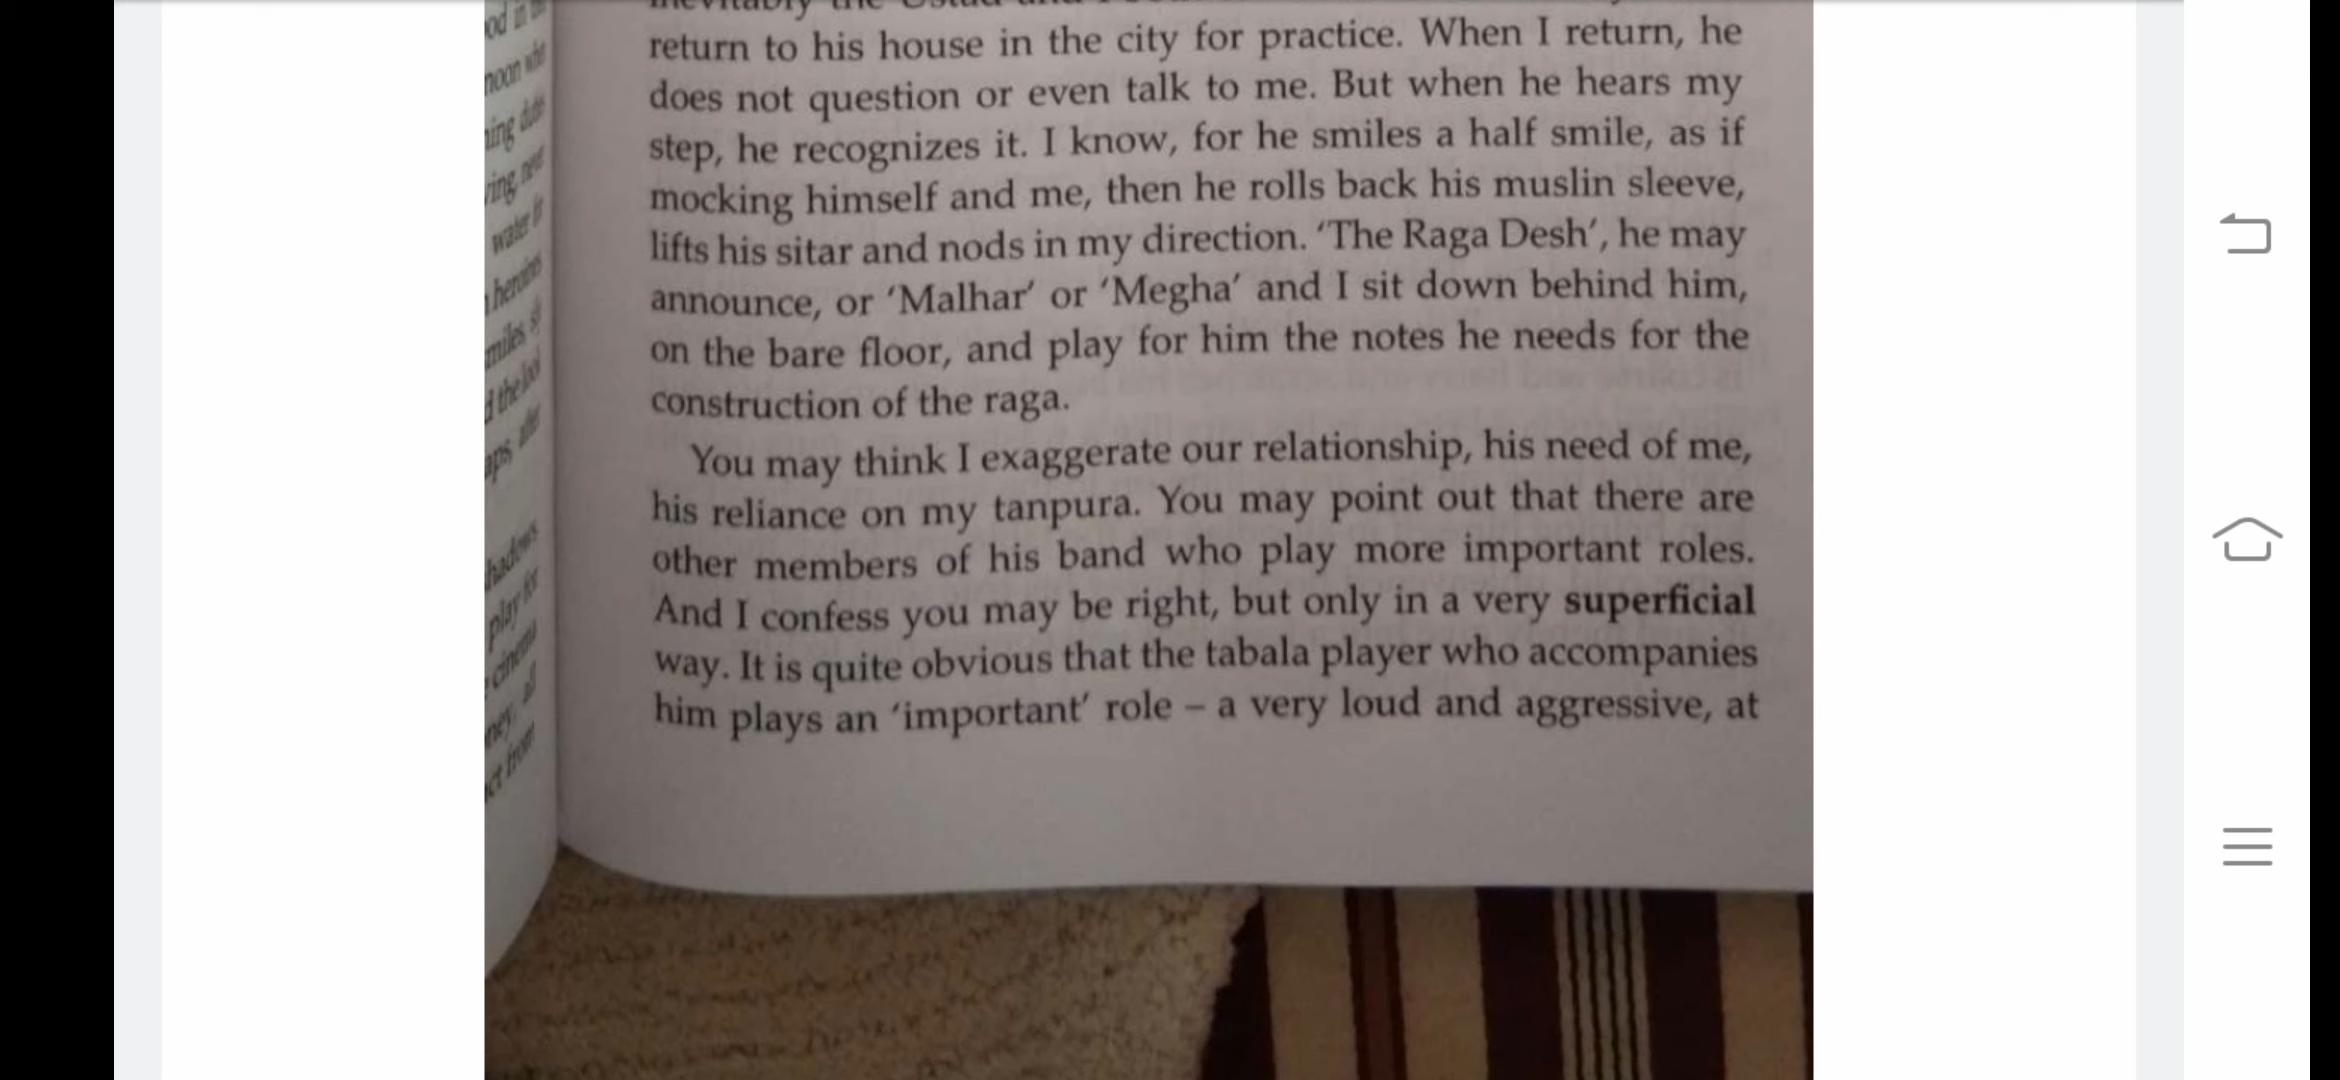 return to his house in the city for practice. When I return, he
does not question or even talk to me. But when he hears my
step, he recognizes it. I know, for he smiles a half smile, as if
mocking himself and me, then he rolls back his muslin sleeve,
lifts his sitar and nods in my direction. ‘The Raga Desh’, he may
announce, or ‘Malhar’ or ‘Megha’ and I sit down behind him,
on the bare floor, and play for him the notes he needs for the
construction of the raga.
You may think I exaggerate our relationship, his need of me,
his reliance on my tanpura. You may point out that there are
other members of his band who play more important roles.
And I confess you may be right, but only in a very superficial
way. It is quite obvious that the tabala player who accompanies
him plays an ‘important’ role – a very loud and aggressive, at